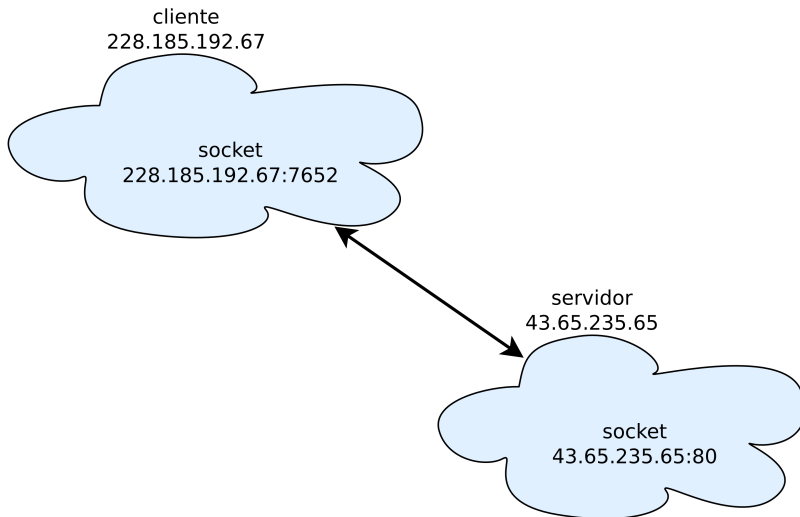 cliente
228.185.192.67
socket
228.185.192.67:7652
servidor
43.65.235.65
socket
43.65.235.65:80